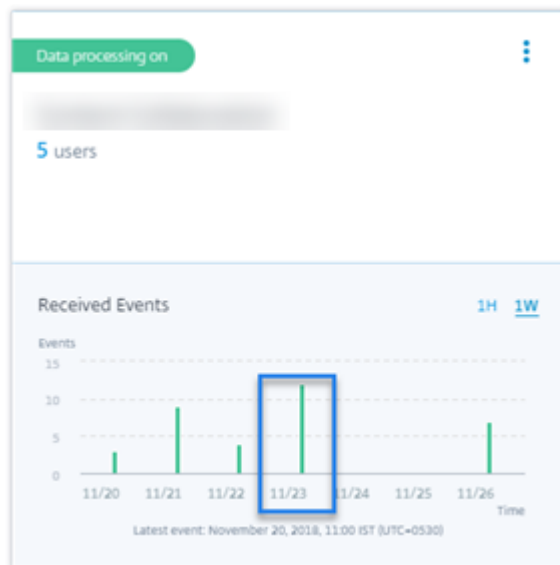 Data processing on
5 users
Received Events
1H 1W
Events
15
10
5
0
11/20 11/21 11/22 11/23 11/24 11/25 11/26
Time
Latest event: November 20, 2018, 11:00 IST (UTC+0530)